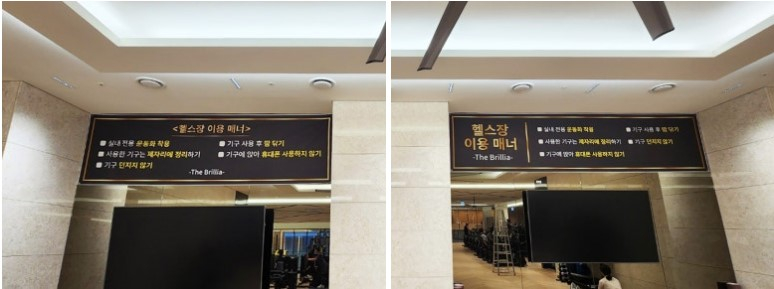 <헬스장 이용 매너>
실내 전용 운동화 착용
기구 사용 후 땀 닦기
사용한 기구는 제자리에 정리하기
기구에 앉아 휴대폰 사용하지 않기
기구 던지지 않기
-The Brillia-
헬스장
이용 매너
-The Brillia-
실내 전용 운동화 착용
기구 사용 후 땀 닦기
사용한 기구는 제자리에 정리하기
기구 던지지 않기
기구에 앉아 휴대폰 사용하지 않기